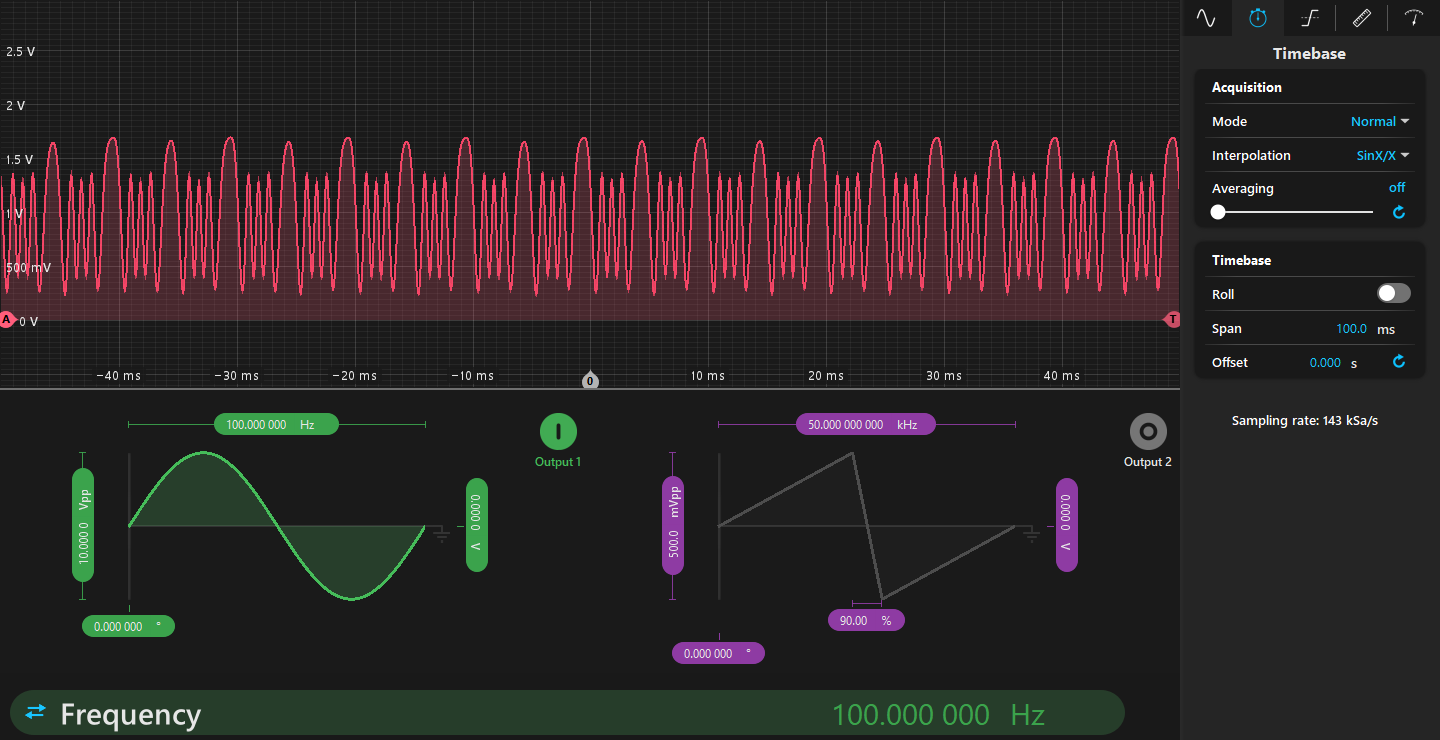 Timebase
2.5 V
2 V
1.5 V
1 V
500 mV
0 V
A
T
−40 ms
−30 ms
−20 ms
−10 ms
0
10 ms
20 ms
30 ms
40 ms
Acquisition
Mode Normal
Interpolation SinX/X
Averaging off
Timebase
Roll
Span 100.0 ms
Offset 0.000 s
Sampling rate: 143 kSa/s
100.000 000 Hz
Output 1
10.000 0 Vpp
0.000 0 V
0.000 000 °
50.000 000 000 kHz
Output 2
500.0 mVpp
0.000 0 V
90.00 %
0.000 000 °
Frequency 100.000 000 Hz